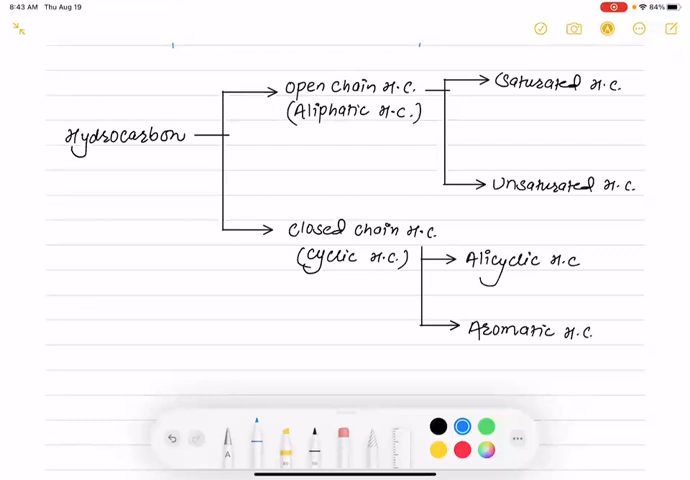 8:43 AM Thu Aug 19
84%
Open chain H.C.
(Aliphatic H.C.)
Saturated H.C.
Hydrocarbon
Unsaturated H.C.
Closed chain H.C.
(Cyclic H.C.)
Alicyclic H.C
Aromatic H.C.
A